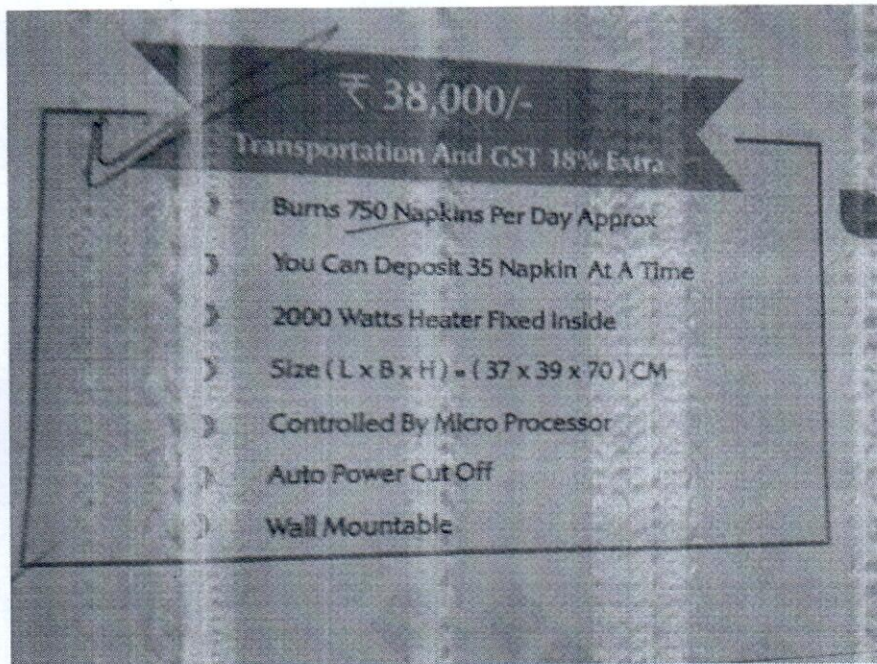 ₹ 38,000/-
Transportation And GST 18% Extra
Burns 750 Napkins Per Day Approx
You Can Deposit 35 Napkin At A Time
2000 Watts Heater Fixed Inside
Size ( L x B x H ) = ( 37 x 39 x 70 ) CM
Controlled By Micro Processor
Auto Power Cut Off
Wall Mountable